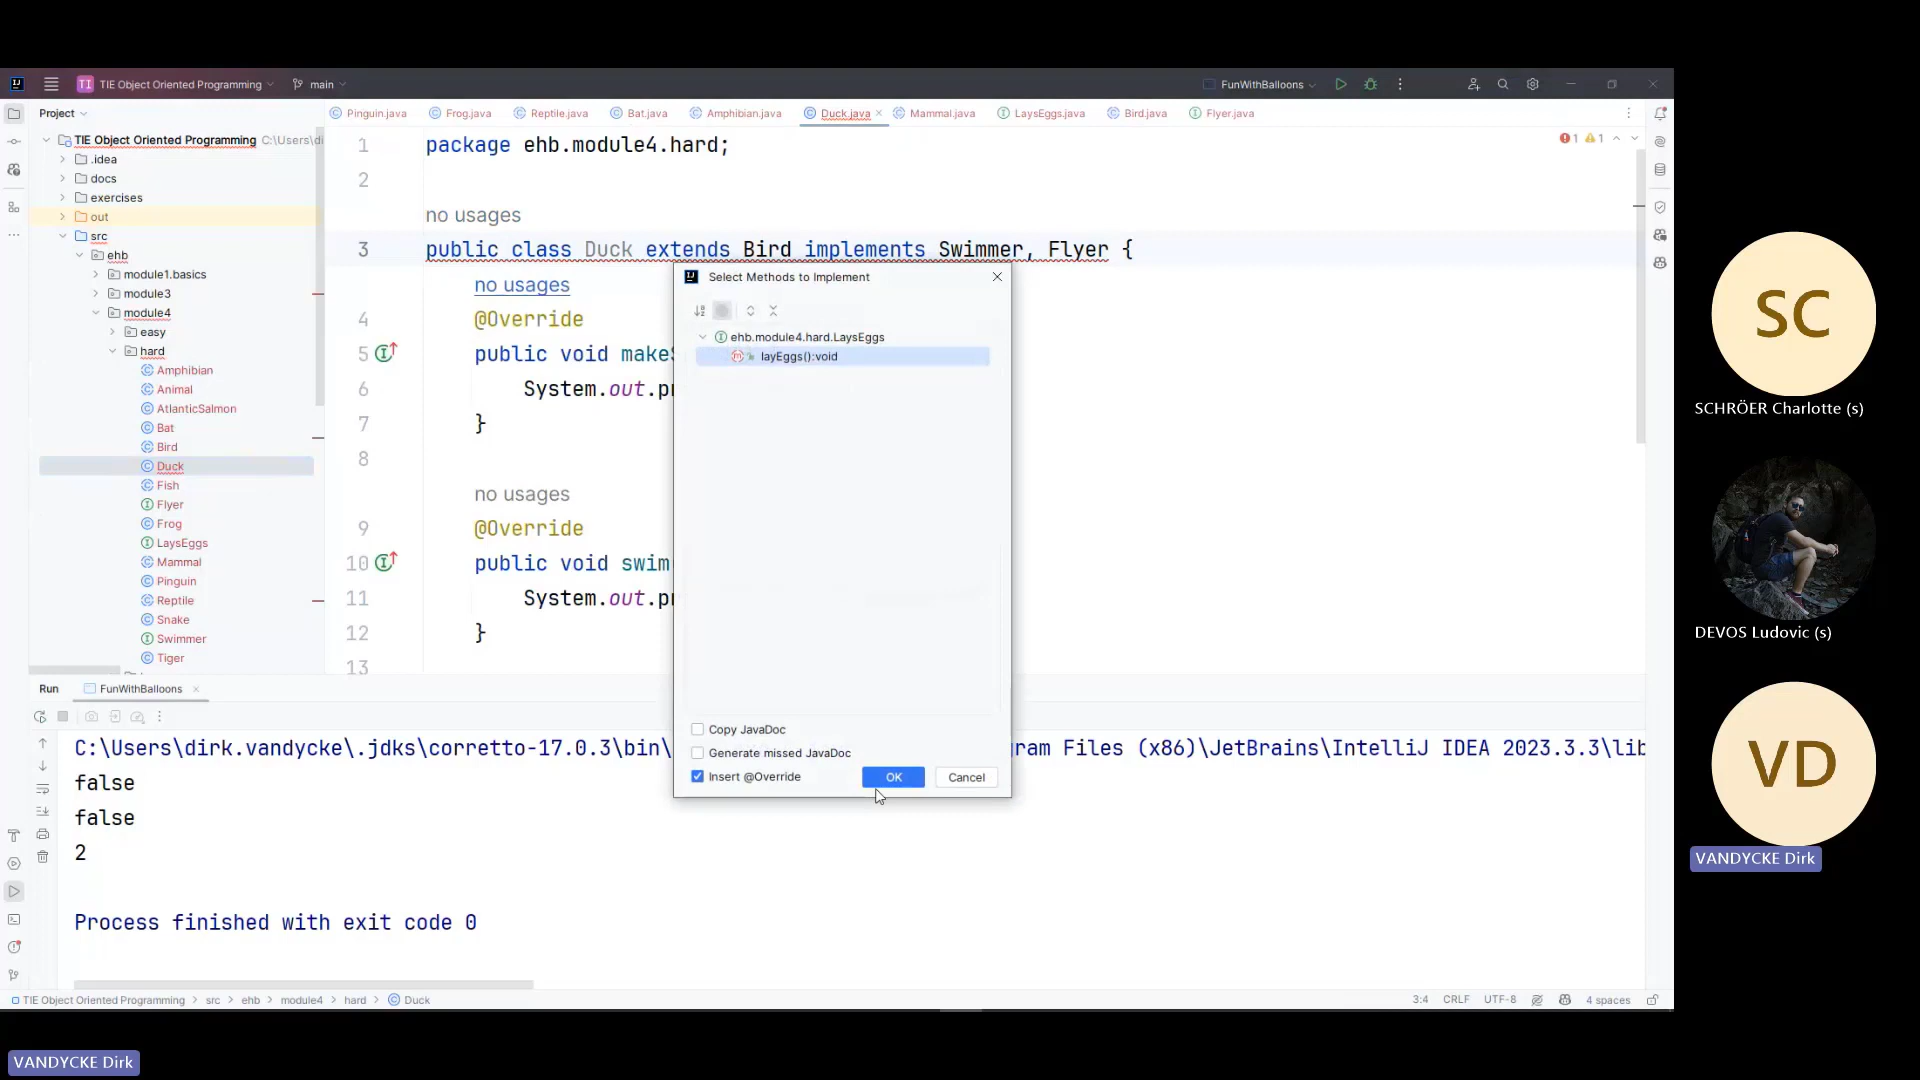 TI TIE Object Oriented Programming main
FunWithBalloons
Project
Pinguin.java Frog.java Reptile.java Bat.java Amphibian.java Duck.java Mammal.java LaysEggs.java Bird.java Flyer.java
TIE Object Oriented Programming C:\Users\di
.idea
docs
exercises
out
src
ehb
module1.basics
module3
module4
easy
hard
Amphibian
Animal
AtlanticSalmon
Bat
Bird
Duck
Fish
Flyer
Frog
LaysEggs
Mammal
Pinguin
Reptile
Snake
Swimmer
Tiger
1 package ehb.module4.hard;
1 1
2
no usages
3 public class Duck extends Bird implements Swimmer, Flyer {
no usages
4 @Override
5 public void make
6 System.out.p
7 }
8
no usages
9 @Override
10 public void swim
11 System.out.p
12 }
13
Select Methods to Implement
ehb.module4.hard.LaysEggs
layEggs():void
Copy JavaDoc
Generate missed JavaDoc
Insert @Override
OK
Cancel
Run FunWithBalloons
C:\Users\dirk.vandycke\.jdks\corretto-17.0.3\bin\ gram Files (x86)\JetBrains\IntelliJ IDEA 2023.3.3\lib
false
false
2
Process finished with exit code 0
TIE Object Oriented Programming > src > ehb > module4 > hard > Duck
3:4 CRLF UTF-8 4 spaces
SC
SCHRÖER Charlotte (s)
DEVOS Ludovic (s)
VD
VANDYCKE Dirk
VANDYCKE Dirk